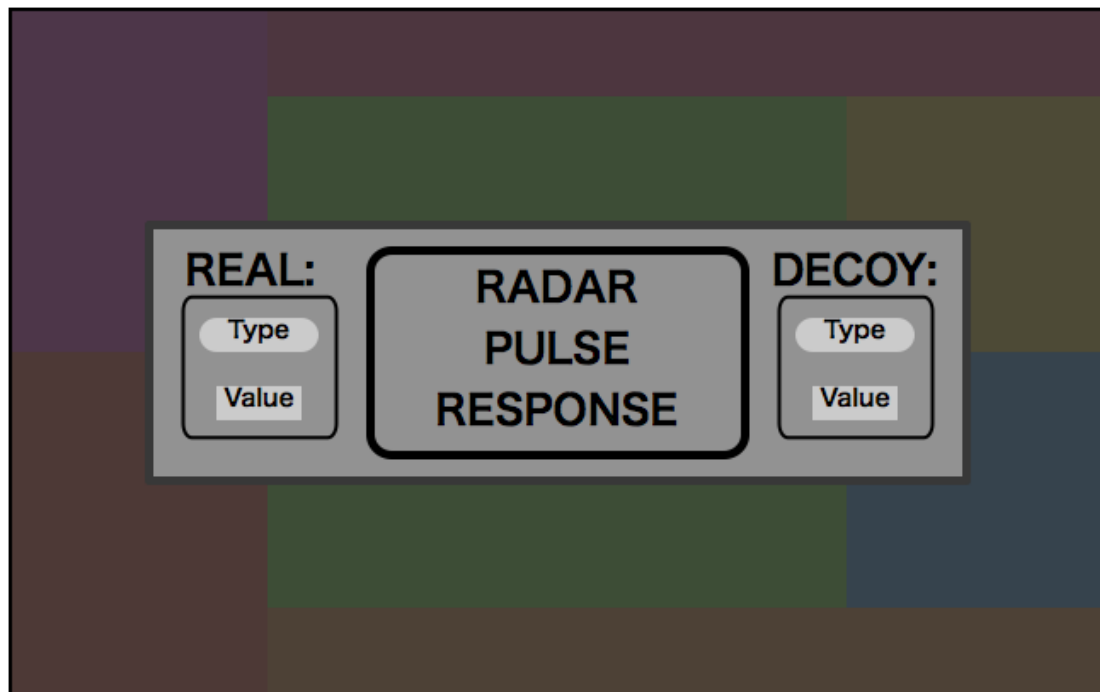 REAL:
Type
Value
RADAR
PULSE
RESPONSE
DECOY:
Type
Value